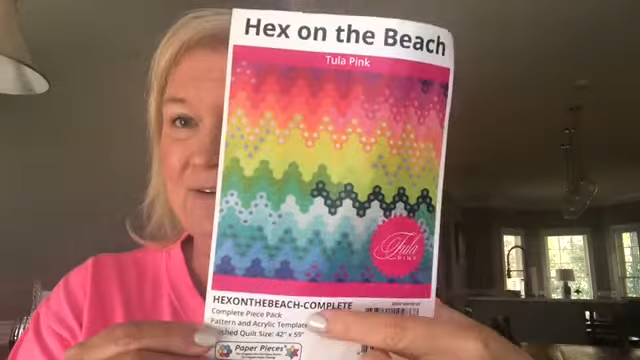 Hex on the Beach
Tula Pink
Tula
PINK
HEXONTHEBEACH-COMPLETE
Complete Piece Pack
Pattern and Acrylic Template
Quilt Size: 42" x 59"
Paper Pieces